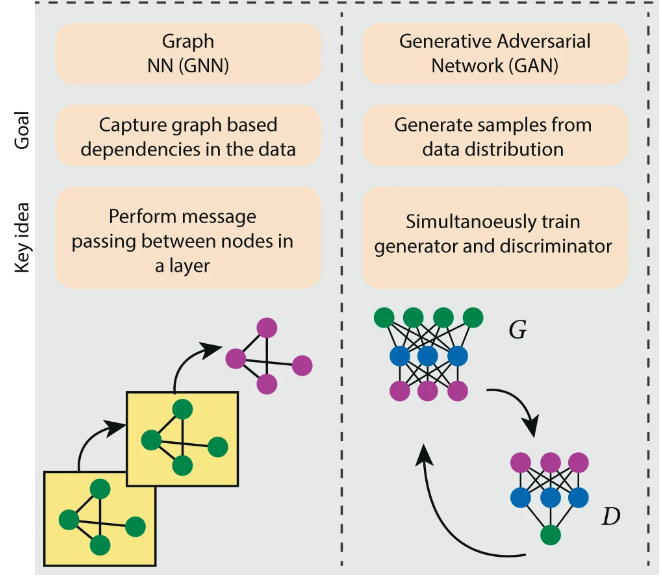 Graph
NN (GNN)
Generative Adversarial
Network (GAN)
Goal
Capture graph based
dependencies in the data
Generate samples from
data distribution
Key idea
Perform message
passing between nodes in
a layer
Simultanoeusly train
generator and discriminator
G
D